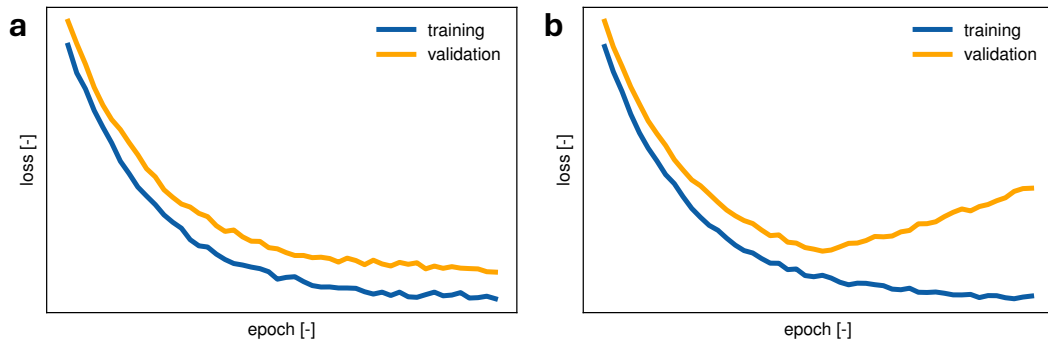 a
training
validation
loss [-]
epoch [-]
b
training
validation
loss [-]
epoch [-]